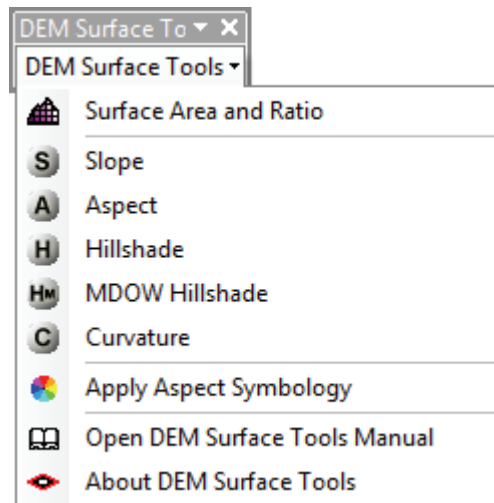 DEM Surface To
DEM Surface Tools
Surface Area and Ratio
S Slope
A Aspect
H Hillshade
HM MDOW Hillshade
C Curvature
Apply Aspect Symbology
Open DEM Surface Tools Manual
About DEM Surface Tools